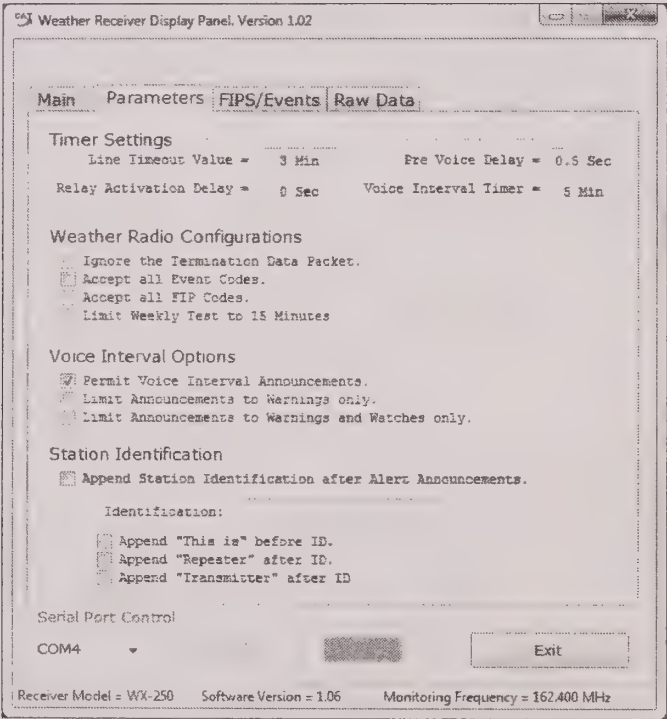 CAT Weather Receiver Display Panel. Version 1.02
Main Parameters FIPS/Events Raw Data
Timer Settings
Line Timeout Value = 3 Min Pre Voice Delay = 0.5 Sec
Relay Activation Delay = 0 Sec Voice Interval Timer = 5 Min
Weather Radio Configurations
Ignore the Termination Data Packet.
Accept all Event Codes.
Accept all FIP Codes.
Limit Weekly Test to 15 Minutes
Voice Interval Options
Permit Voice Interval Announcements.
Limit Announcements to Warnings only.
Limit Announcements to Warnings and Watches only.
Station Identification
Append Station Identification after Alert Announcements.
Identification:
Append "This is" before ID.
Append "Repeater" after ID.
Append "Transmitter" after ID
Serial Port Control
COM4 Exit
Receiver Model = WX-250 Software Version = 1.06 Monitoring Frequency = 162.400 MHz